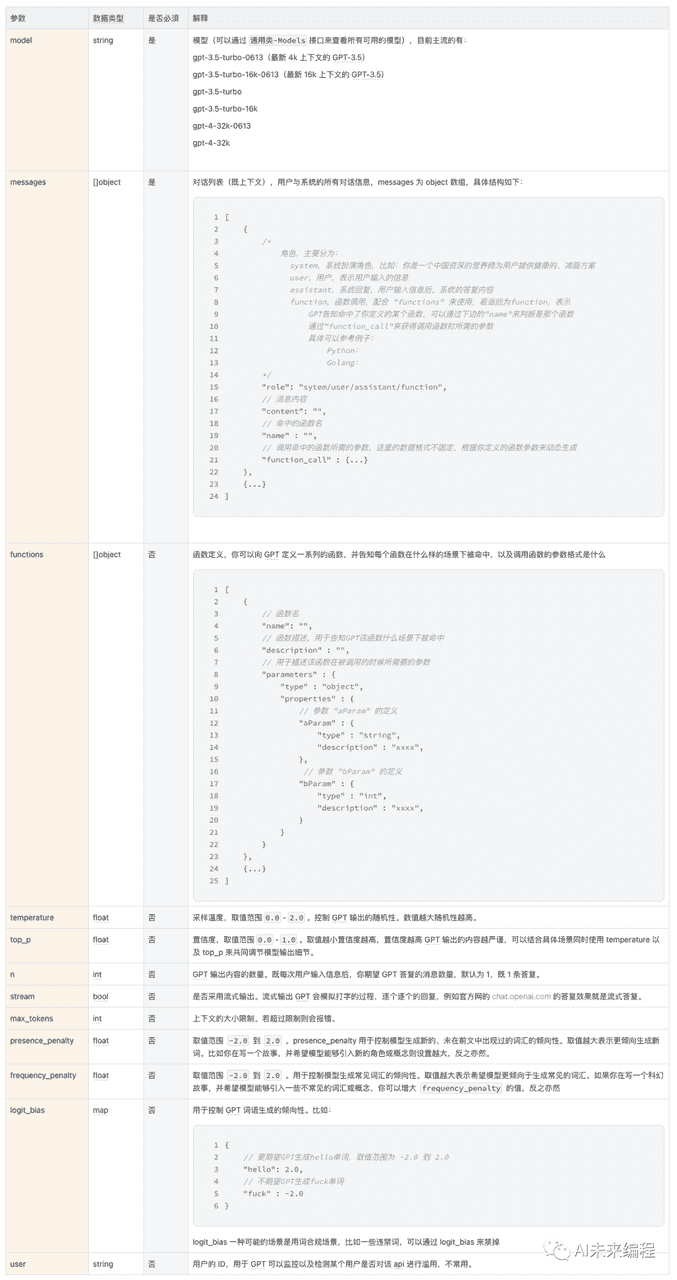 参数 数据类型 是否必须 解释
model string 是 模型（可以通过 通用类-Models 接口来查看所有可用的模型），目前主流的有：
gpt-3.5-turbo-0613（最新 4k 上下文的 GPT-3.5）
gpt-3.5-turbo-16k-0613（最新 16k 上下文的 GPT-3.5）
gpt-3.5-turbo
gpt-3.5-turbo-16k
gpt-4-32k-0613
gpt-4-32k
messages []object 是 对话列表（既上下文），用户与系统的所有对话信息，messages 为 object 数组，具体结构如下：
1 [
2 {
3 /*
4 角色，主要分为：
5 system，系统扮演角色，比如：你是一个中国资深的营养师为用户提供健康的、减脂方案
6 user，用户，表示用户输入的信息
7 assistant，系统回复，用户输入信息后，系统的答复内容
8 function，函数调用，配合 "functions" 来使用，若返回为function，表示
9 GPT告知命中了你定义的某个函数，可以通过下边的"name"来判断是那个函数
10 通过"function_call"来获得调用函数时所需的参数
11 具体可以参考例子：
12 Python：
13 Golang：
14 */
15 "role": "sytem/user/assistant/function",
16 // 消息内容
17 "content": "",
18 // 命中的函数名
19 "name" : "",
20 // 调用命中的函数所需的参数，这里的数据格式不固定，根据你定义的函数参数来动态生成
21 "function_call" : {...}
22 },
23 {...}
24 ]
functions []object 否 函数定义，你可以向 GPT 定义一系列的函数，并告知每个函数在什么样的场景下被命中，以及调用函数的参数格式是什么
1 [
2 {
3 // 函数名
4 "name": "",
5 // 函数描述，用于告知GPT该函数什么场景下被命中
6 "description" : "",
7 // 用于描述该函数在被调用的时候所需要的参数
8 "parameters" : {
9 "type" : "object",
10 "properties" : {
11 // 参数 "aParam" 的定义
12 "aParam" : {
13 "type" : "string",
14 "description" : "xxxx",
15 },
16 // 参数 "bParam" 的定义
17 "bParam" : {
18 "type" : "int",
19 "description" : "xxxx",
20 }
21 }
22 }
23 },
24 {...}
25 ]
temperature float 否 采样温度，取值范围 0.0 - 2.0 。控制 GPT 输出的随机性。数值越大随机性越高。
top_p float 否 置信度，取值范围 0.0 - 1.0 。取值越小置信度越高，置信度越高 GPT 输出的内容越严谨，可以结合具体场景同时使用 temperature 以
及 top_p 来共同调节模型输出细节。
n int 否 GPT 输出内容的数量。既每次用户输入信息后，你期望 GPT 答复的消息数量，默认为 1，既 1 条答复。
stream bool 否 是否采用流式输出。流式输出 GPT 会模拟打字的过程，逐个逐个的回复，例如官方网的 chat.openai.com 的答复效果就是流式答复。
max_tokens int 否 上下文的大小限制。若超过限制则会报错。
presence_penalty float 否 取值范围 -2.0 到 2.0 。presence_penalty 用于控制模型生成新的、未在前文中出现过的词汇的倾向性。取值越大表示更倾向生成新
词。比如你在写一个故事，并希望模型能够引入新的角色或概念则设置越大，反之亦然。
frequency_penalty float 否 取值范围 -2.0 到 2.0 。用于控制模型生成常见词汇的倾向性。取值越大表示希望模型更倾向于生成常见的词汇。如果你在写一个科幻
故事，并希望模型能够引入一些不常见的词汇或概念，你可以增大 frequency_penalty 的值，反之亦然
logit_bias map 否 用于控制 GPT 词语生成的倾向性。比如：
1 {
2 // 更期望GPT生成hello单词，取值范围为 -2.0 到 2.0
3 "hello": 2.0,
4 // 不期望GPT生成fuck单词
5 "fuck" : -2.0
6 }
logit_bias 一种可能的场景是用词合规场景，比如一些违禁词，可以通过 logit_bias 来禁掉
user string 否 用户的 ID，用于 GPT 可以监控以及检测某个用户是否对该 api 进行滥用，不常用。
AI未来编程